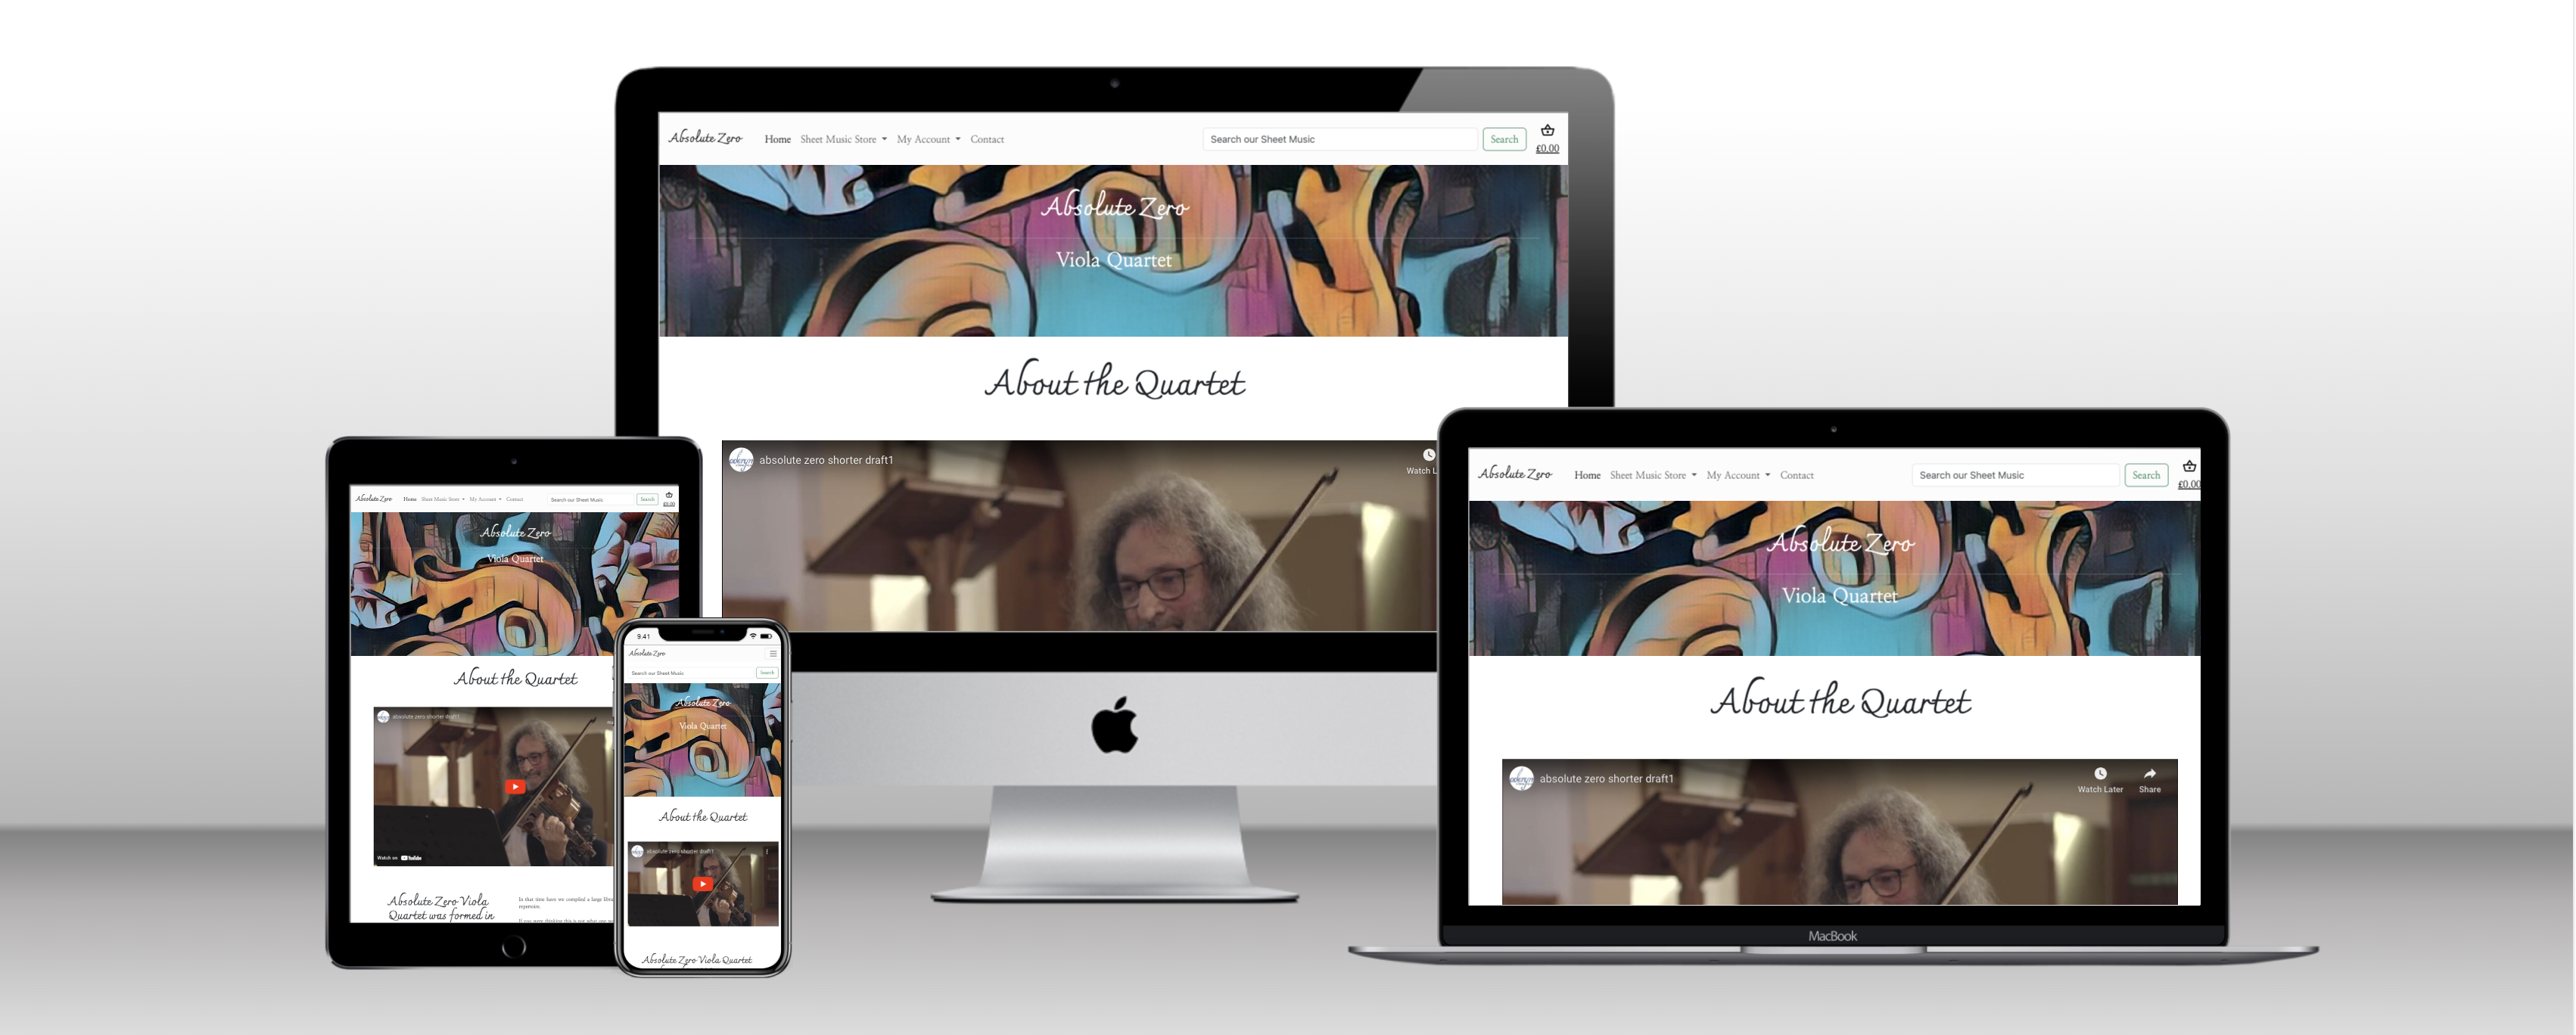 Absolute Zero Home Sheet Music Store My Account Contact Search our Sheet Music Search £0.00
Absolute Zero
Viola Quartet
About the Quartet
absolute zero shorter draft1
Watch L
Absolute Zero Home Sheet Music Store My Account Contact Search our Sheet Music Search £0.00
Absolute Zero
Viola Quartet
About the Quartet
absolute zero shorter draft1
Watch on YouTube
Absolute Zero Viola
Quartet was formed in
In that time have we compiled a large libra
repertoire.
9.41
Absolute Zero
Search our Sheet Music Search
Absolute Zero
Viola Quartet
About the Quartet
absolute zero shorter draft1
Absolute Zero Viola Quartet
Absolute Zero Home Sheet Music Store My Account Contact Search our Sheet Music Search £0.00
Absolute Zero
Viola Quartet
About the Quartet
absolute zero shorter draft1
Watch Later Share
MacBook